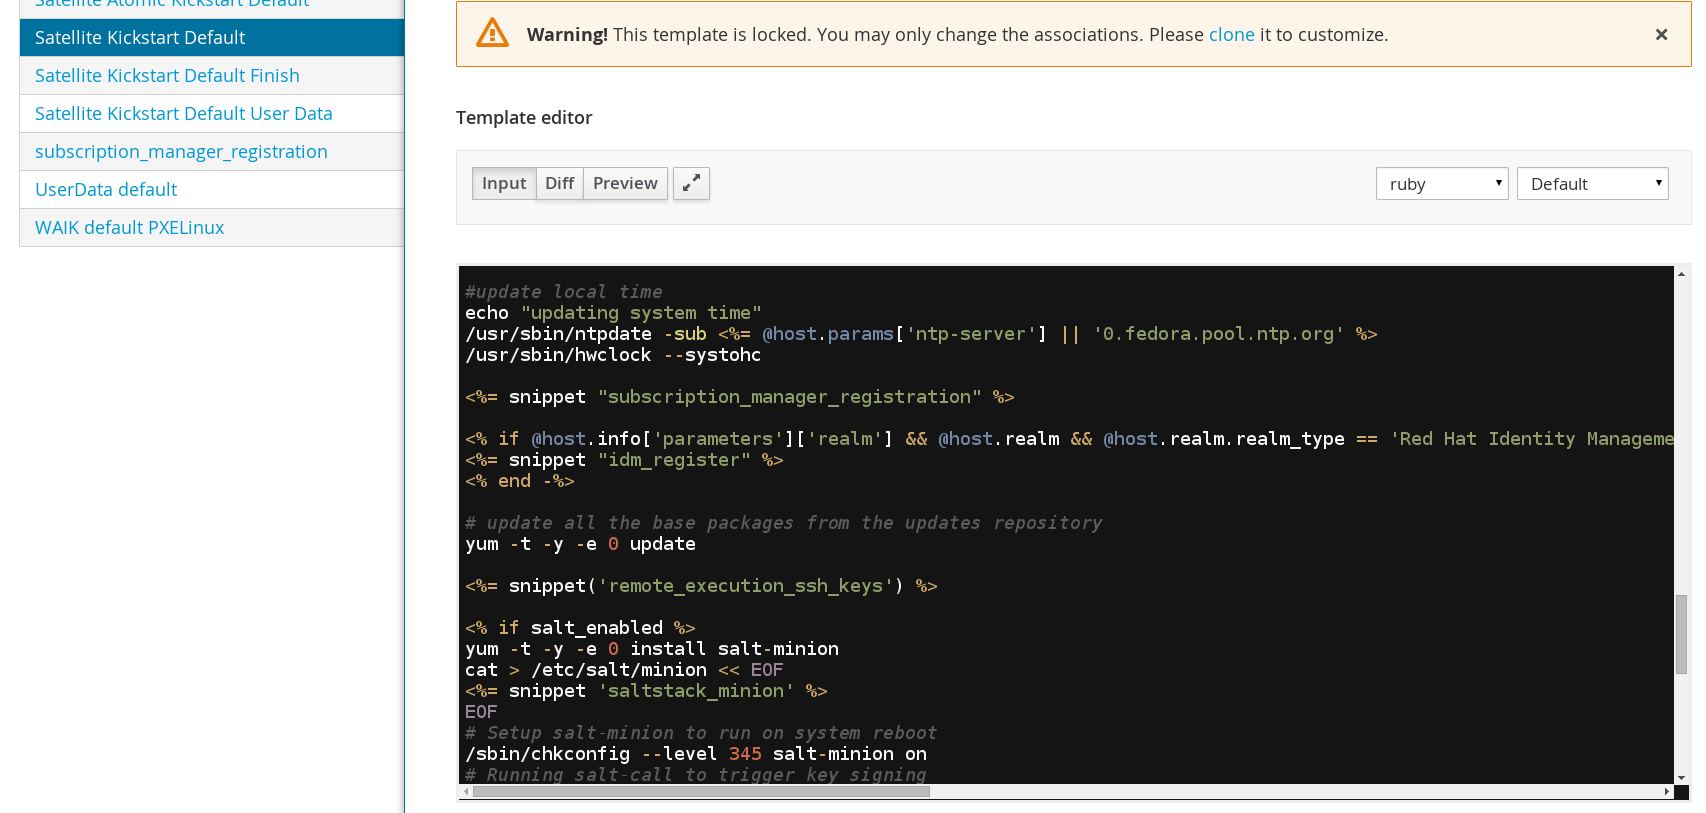 Satellite Atomic Kickstart Default
Satellite Kickstart Default
Satellite Kickstart Default Finish
Satellite Kickstart Default User Data
subscription_manager_registration
UserData default
WAIK default PXELinux
Warning! This template is locked. You may only change the associations. Please clone it to customize.
×
Template editor
Input Diff Preview
ruby Default
#update local time
echo "updating system time"
/usr/sbin/ntpdate -sub <%= @host.params['ntp-server'] || '0.fedora.pool.ntp.org' %>
/usr/sbin/hwclock --systohc
<%= snippet "subscription_manager_registration" %>
<% if @host.info['parameters']['realm'] && @host.realm && @host.realm.realm_type == 'Red Hat Identity Manageme
<%= snippet "idm_register" %>
<% end -%>
# update all the base packages from the updates repository
yum -t -y -e 0 update
<%= snippet('remote_execution_ssh_keys') %>
<% if salt_enabled %>
yum -t -y -e 0 install salt-minion
cat > /etc/salt/minion << EOF
<%= snippet 'saltstack_minion' %>
EOF
# Setup salt-minion to run on system reboot
/sbin/chkconfig --level 345 salt-minion on
# Running salt-call to trigger key signing